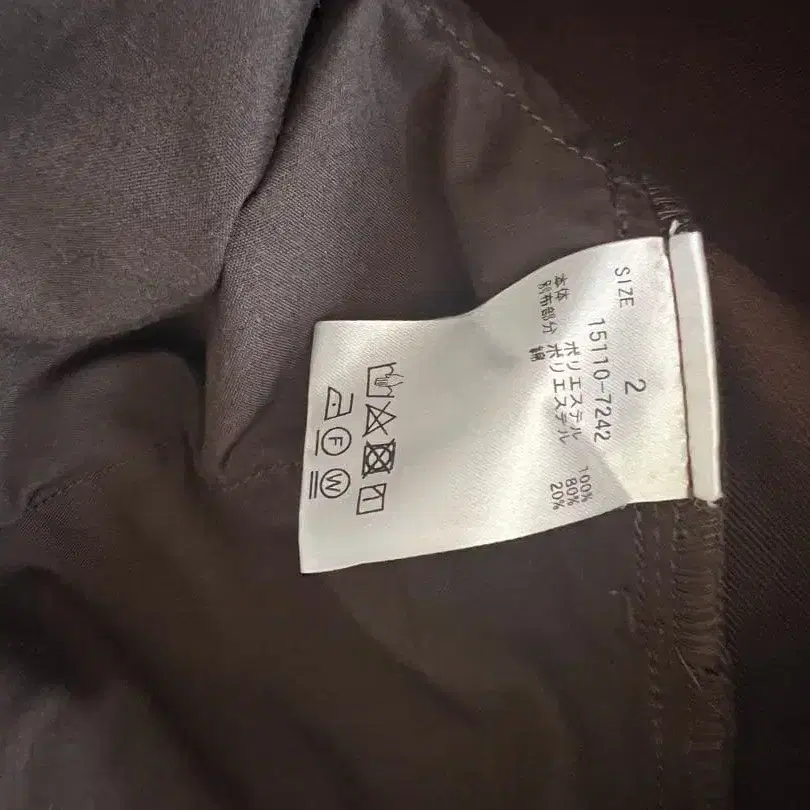 SIZE 2
15110-7242
本体 ポリエステル 100%
別布部分 ポリエステル 80%
綿 20%
F
W